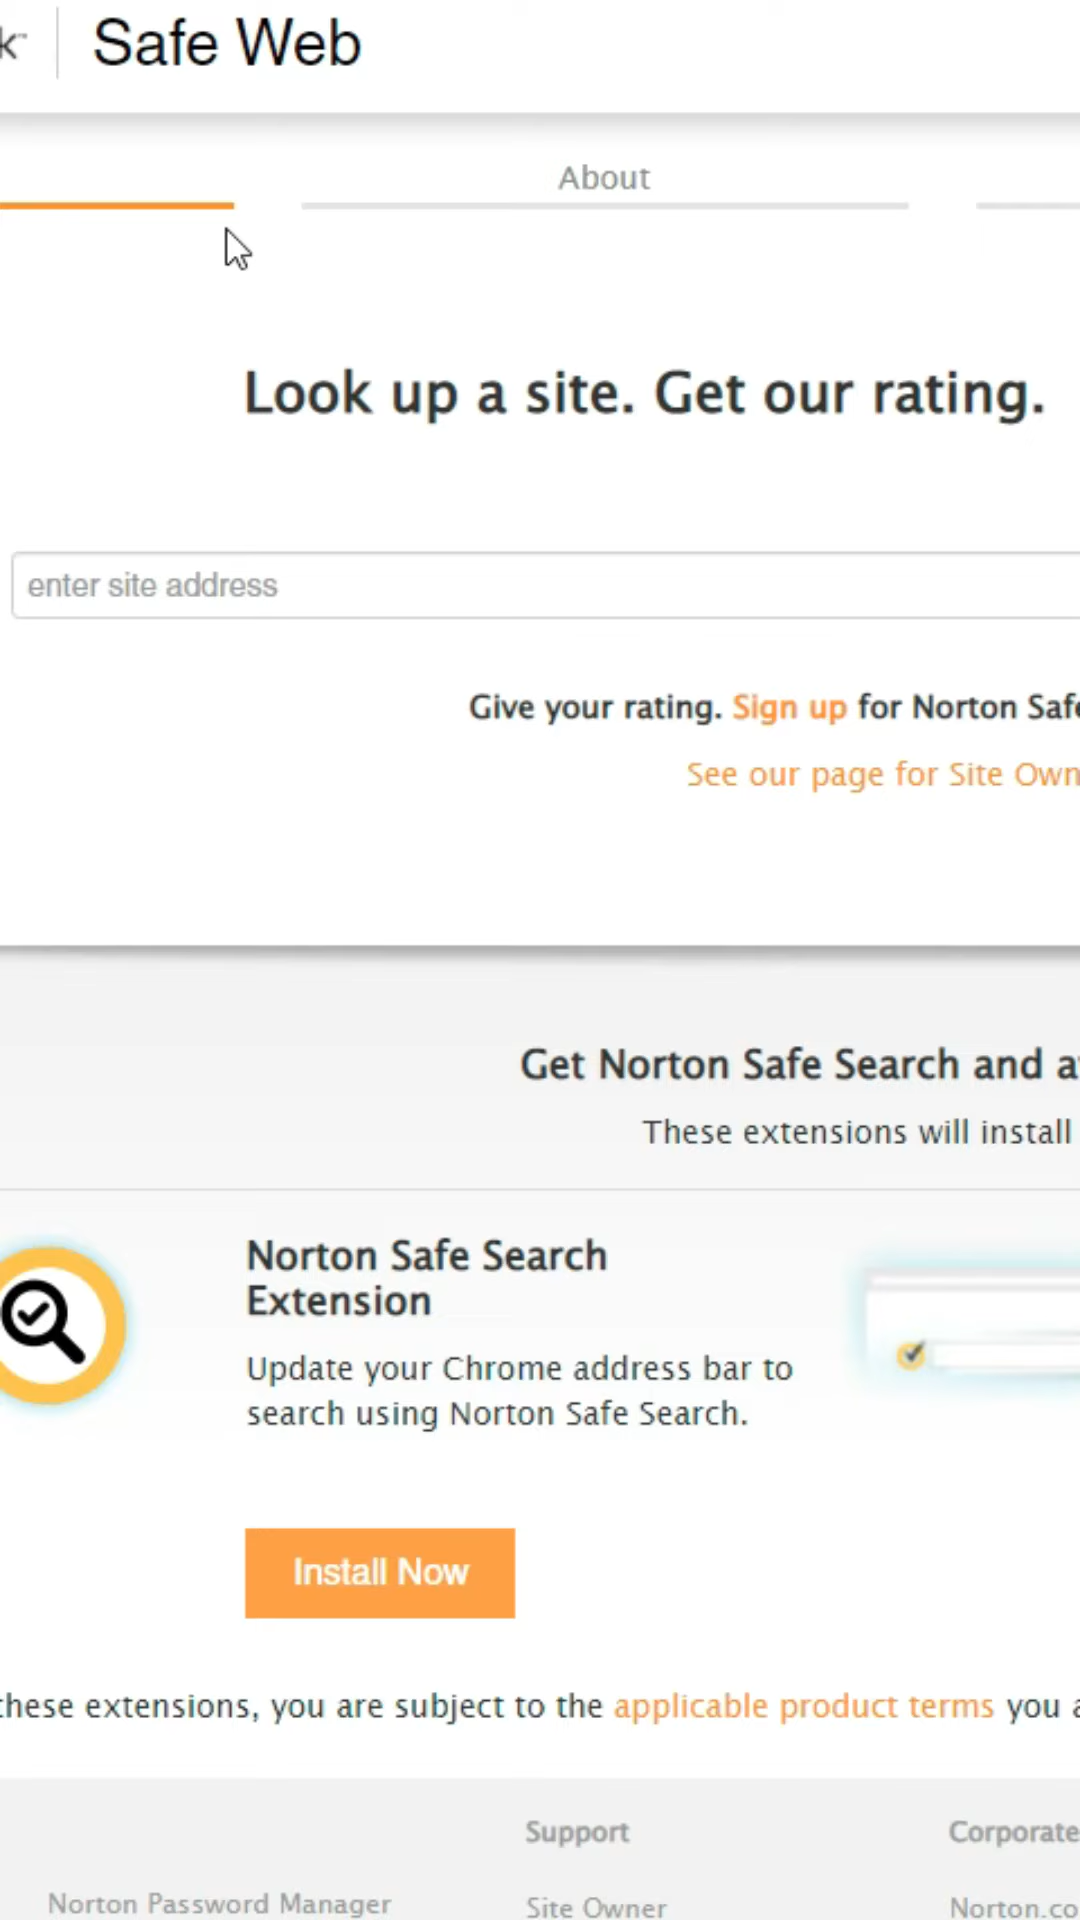 Safe Web
About
Look up a site. Get our rating.
enter site address
Give your rating. Sign up for Norton
See our page for Site
Get Norton Safe Search and
These extensions will install
Norton Safe Search
Extension
Update your Chrome address bar to
search using Norton Safe Search.
Install Now
these extensions, you are subject to the applicable product terms you
Support
Corporate
Norton Password Manager
Site Owner